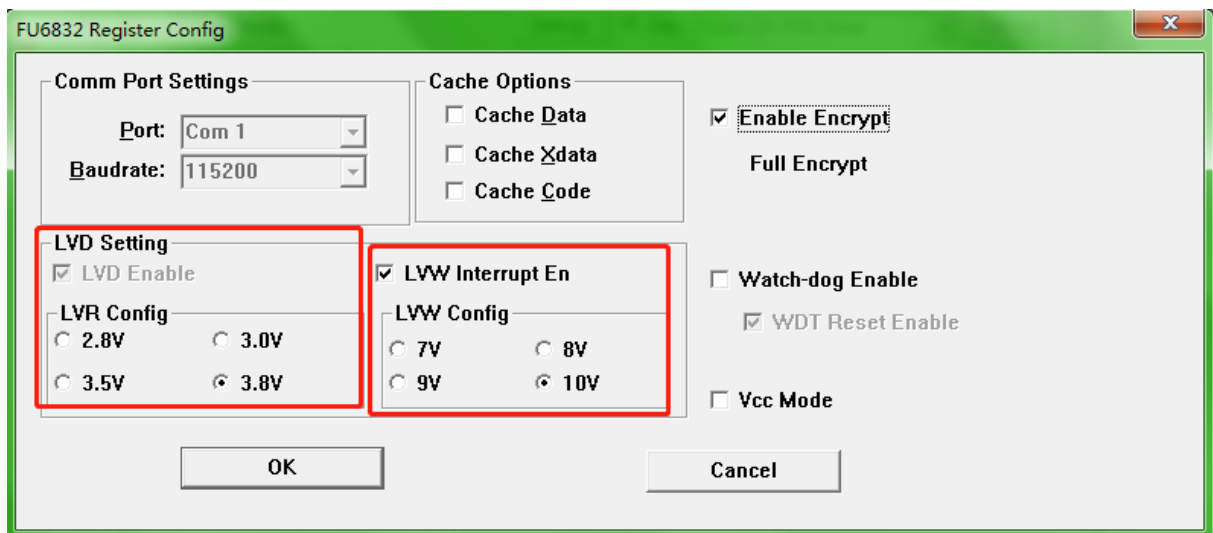 FU6832 Register Config
Comm Port Settings
Port: Com 1
Baudrate: 115200
Cache Options
Cache Data
Cache Xdata
Cache Code
Enable Encrypt
Full Encrypt
LVD Setting
LVD Enable
LVR Config
2.8V 3.0V
3.5V 3.8V
LVW Interrupt En
LVW Config
7V 8V
9V 10V
Watch-dog Enable
WDT Reset Enable
Vcc Mode
OK
Cancel